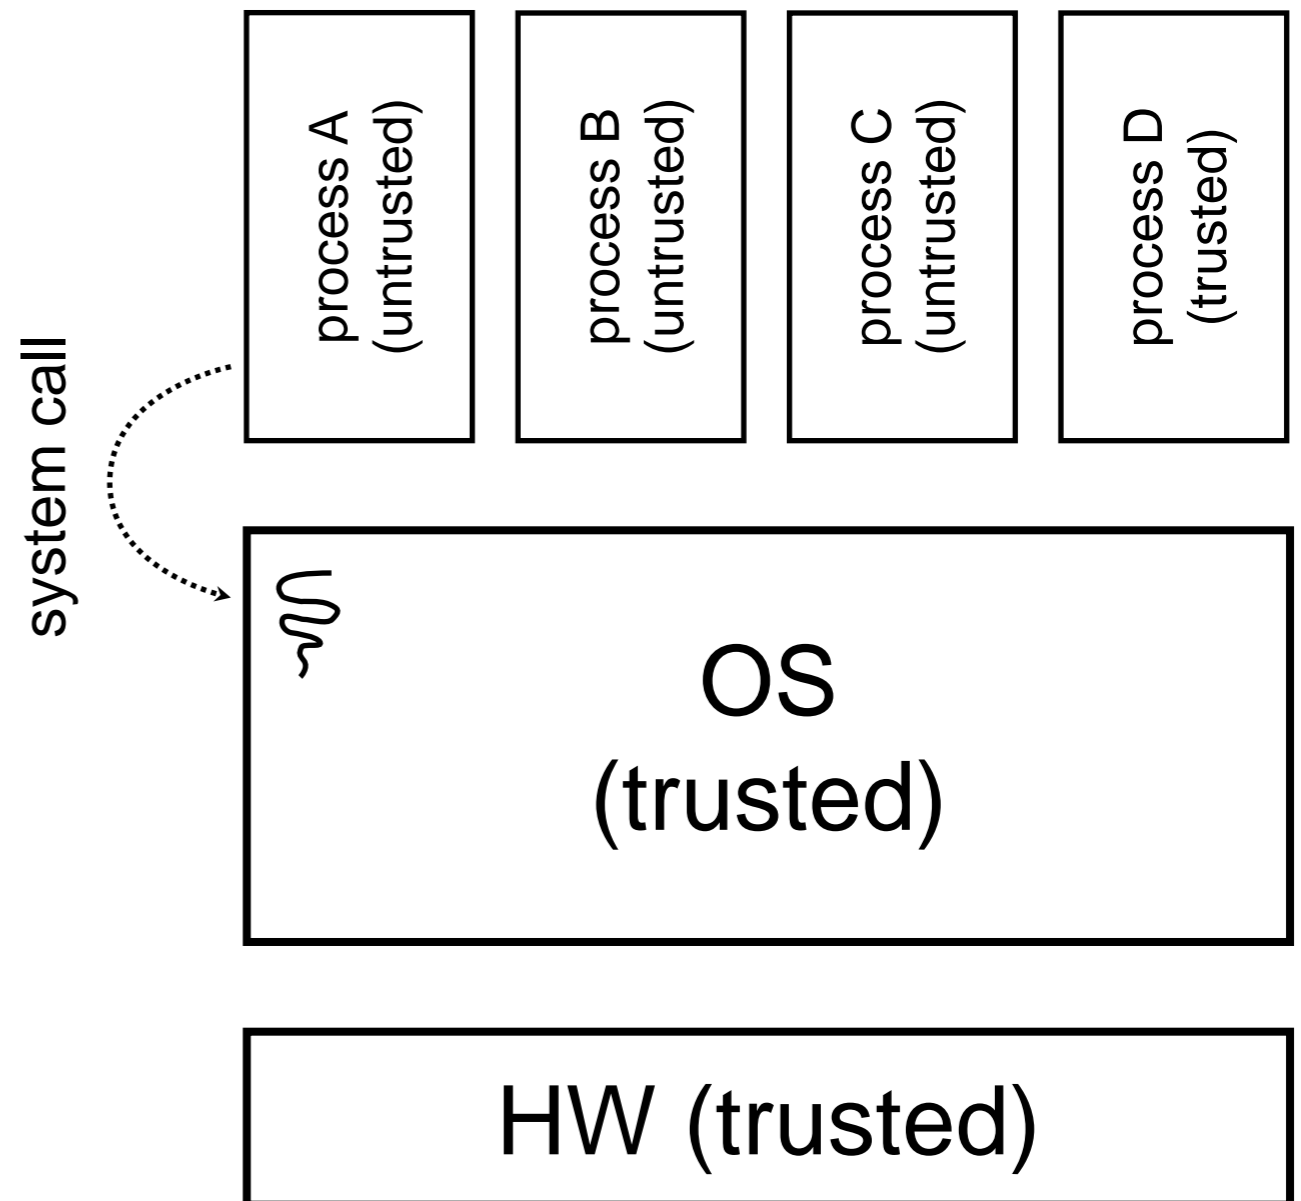 process A
(untrusted)
process B
(untrusted)
process C
(untrusted)
process D
(trusted)
system call
OS
(trusted)
HW (trusted)